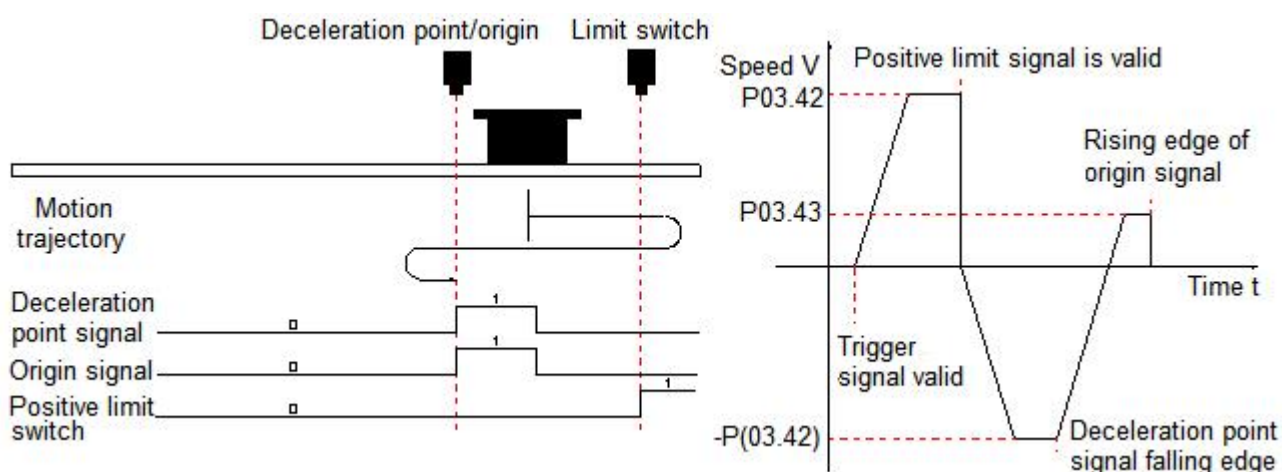 Deceleration point/origin
Limit switch
Motion
trajectory
Deceleration
point signal
1
0
Origin signal
1
0
Positive limit
switch
1
0
Speed V
Positive limit signal is valid
P03.42
Rising edge of
origin signal
P03.43
Time t
Trigger
signal valid
-P(03.42)
Deceleration point
signal falling edge